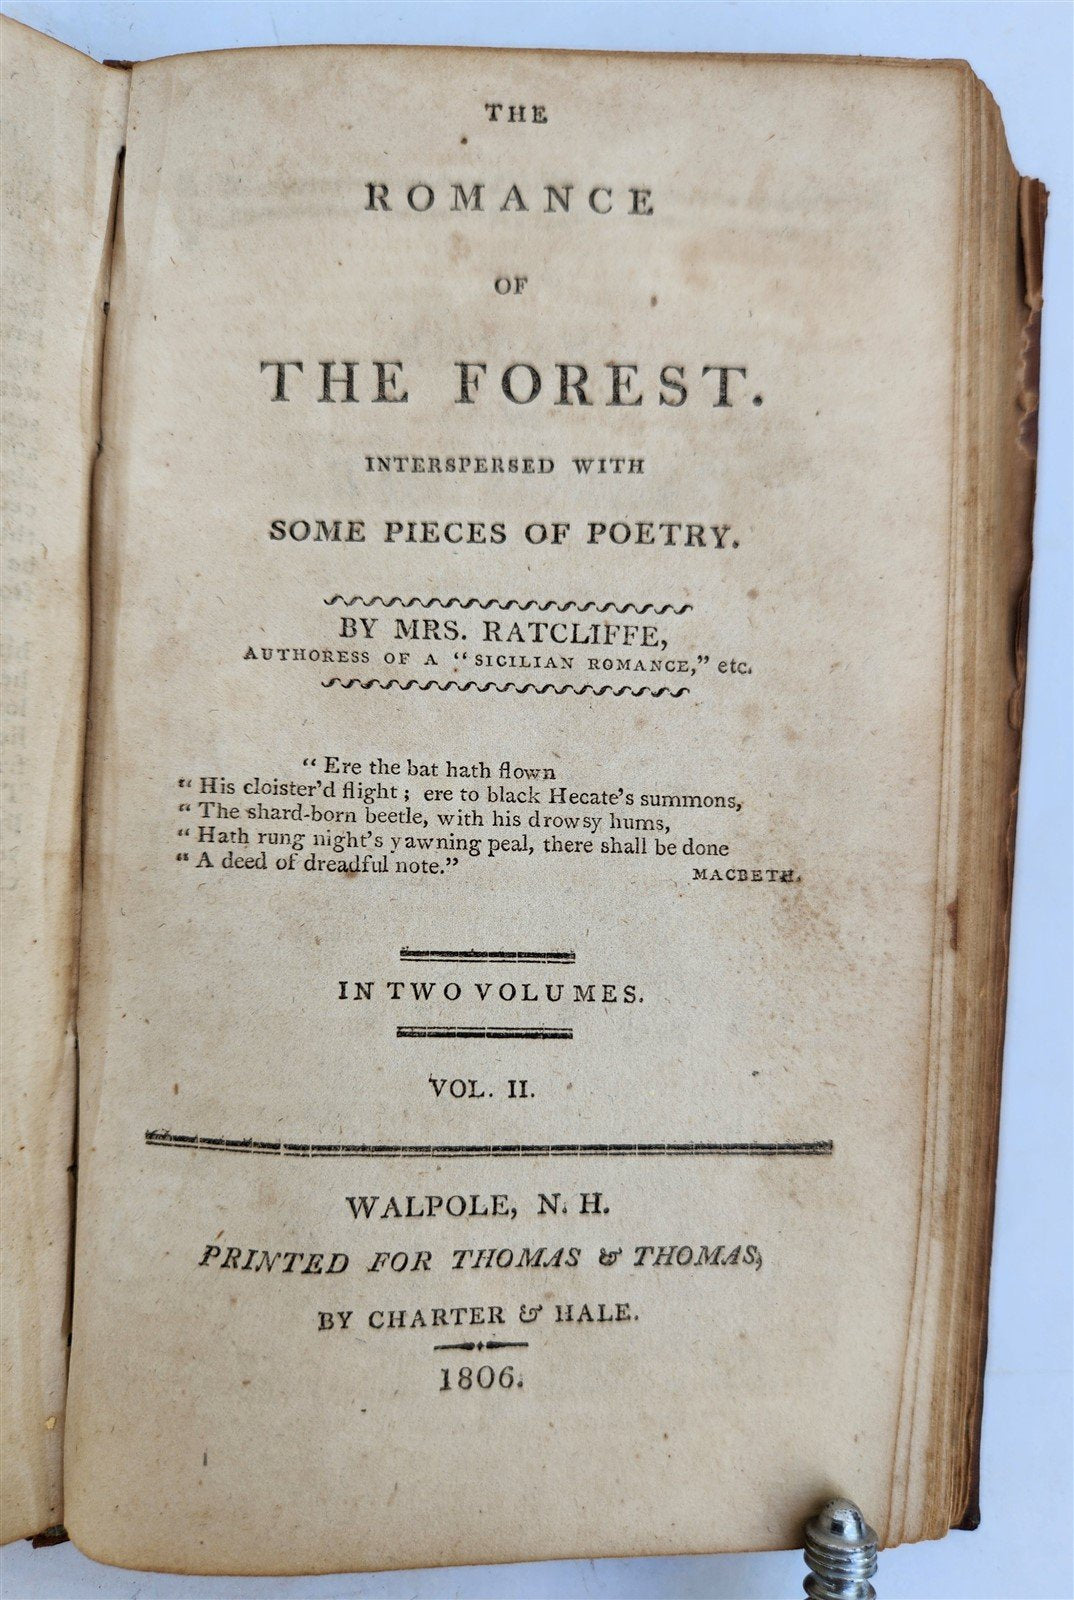 THE
ROMANCE
OF
THE FOREST.
INTERSPERSED WITH
SOME PIECES OF POETRY.
BY MRS. RATCLIFFE,
AUTHORESS OF A "SICILIAN ROMANCE," etc.
" Ere the bat hath flown
" His cloister'd flight ; ere to black Hecate's summons,
" The shard-born beetle, with his drowsy hums,
" Hath rung night's yawning peal, there shall be done
" A deed of dreadful note."
MACBETH.
IN TWO VOLUMES.
VOL. II.
WALPOLE, N. H.
PRINTED FOR THOMAS & THOMAS,
BY CHARTER & HALE.
1806.